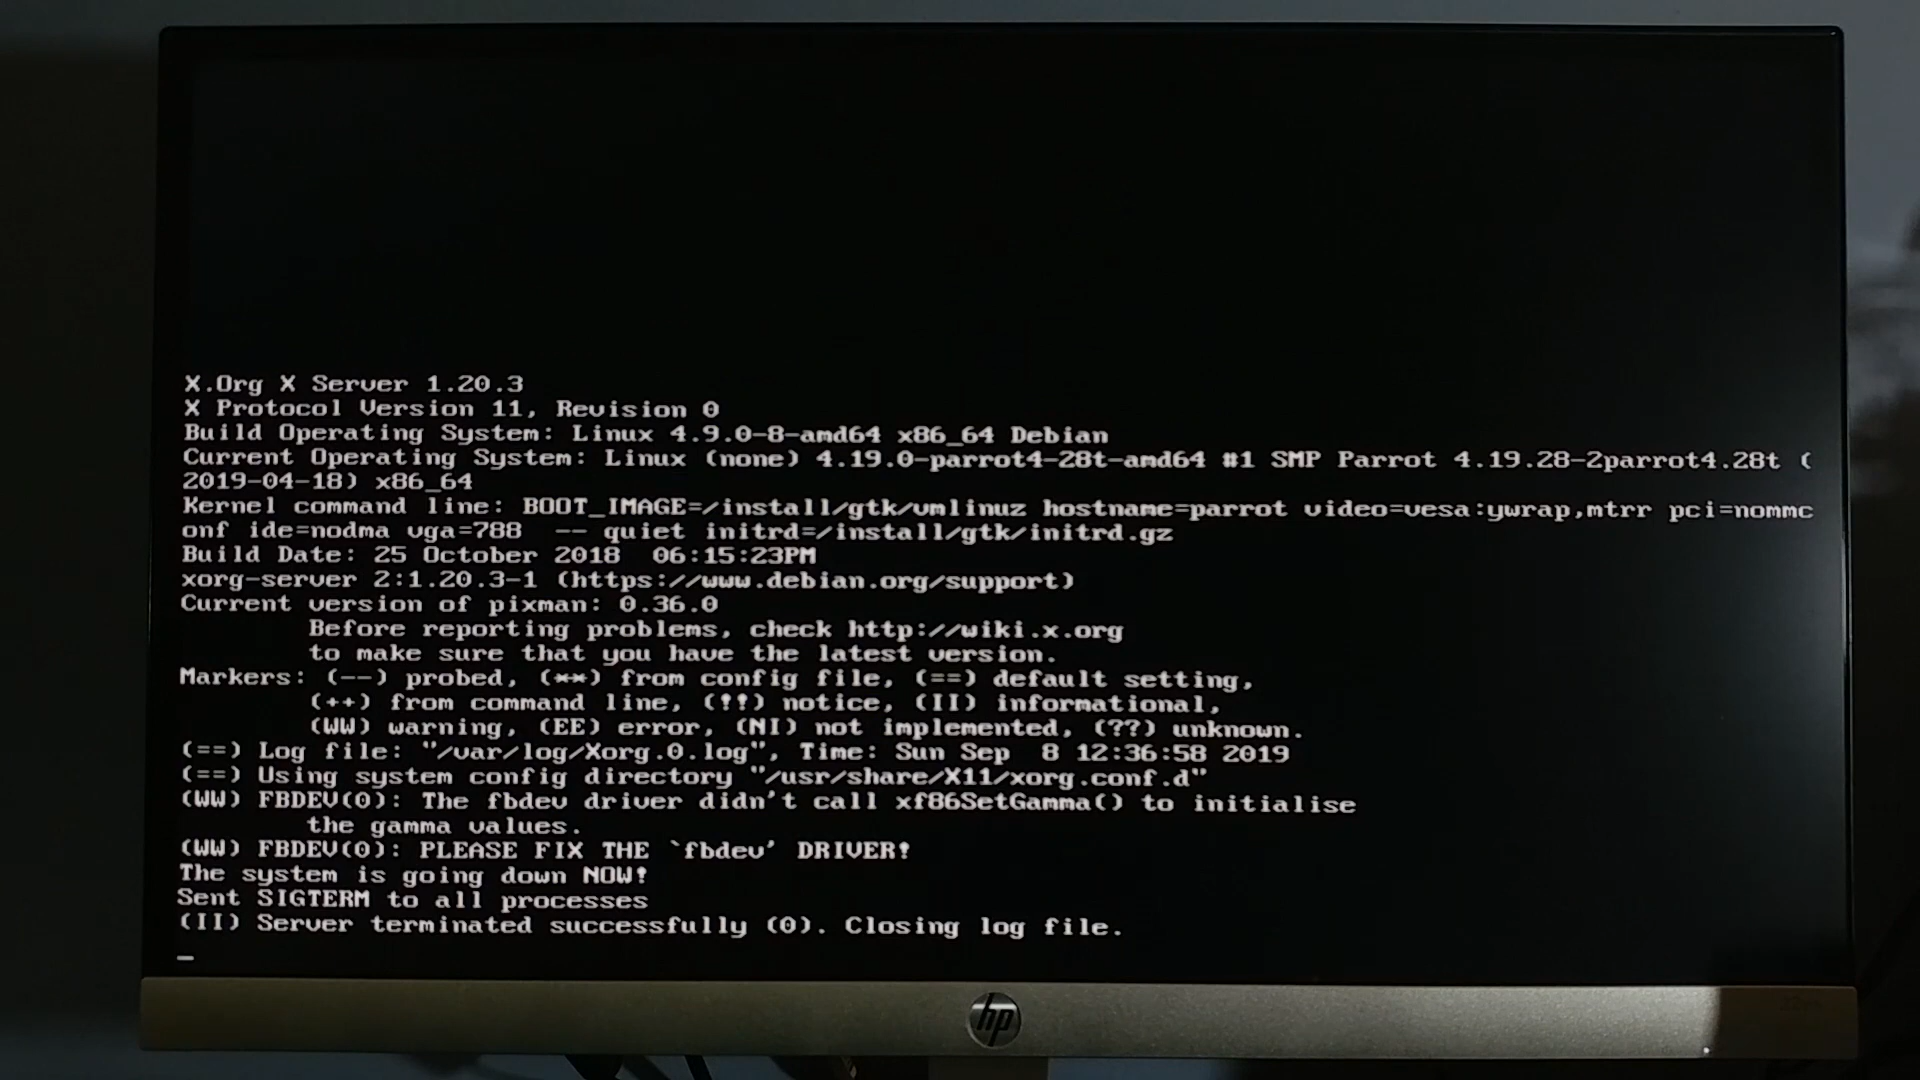 X.Org X Server 1.20.3
X Protocol Version 11, Revision 0
Build Operating System: Linux 4.9.0-8-amd64 x86_64 Debian
Current Operating System: Linux (none) 4.19.0-parrot4-28t-amd64 #1 SMP Parrot 4.19.28-2parrot4.28t (
2019-04-18) x86_64
Kernel command line: BOOT_IMAGE=/install/gtk/vmlinuz hostname=parrot video=vesa:ywrap,mtrr pci=nommc
onf ide=nodma vga=788  -- quiet initrd=/install/gtk/initrd.gz
Build Date: 25 October 2018  06:15:23PM
xorg-server 2:1.20.3-1 (https://www.debian.org/support)
Current version of pixman: 0.36.0
Before reporting problems, check http://wiki.x.org
to make sure that you have the latest version.
Markers: (--) probed, (**) from config file, (==) default setting,
(++) from command line, (!!) notice, (II) informational,
(WW) warning, (EE) error, (NI) not implemented, (??) unknown.
(==) Log file: "/var/log/Xorg.0.log", Time: Sun Sep  8 12:36:58 2019
(==) Using system config directory "/usr/share/X11/xorg.conf.d"
(WW) FBDEV(0): The fbdev driver didn't call xf86SetGamma() to initialise
the gamma values.
(WW) FBDEV(0): PLEASE FIX THE `fbdev' DRIVER!
The system is going down NOW!
Sent SIGTERM to all processes
(II) Server terminated successfully (0). Closing log file.
hp